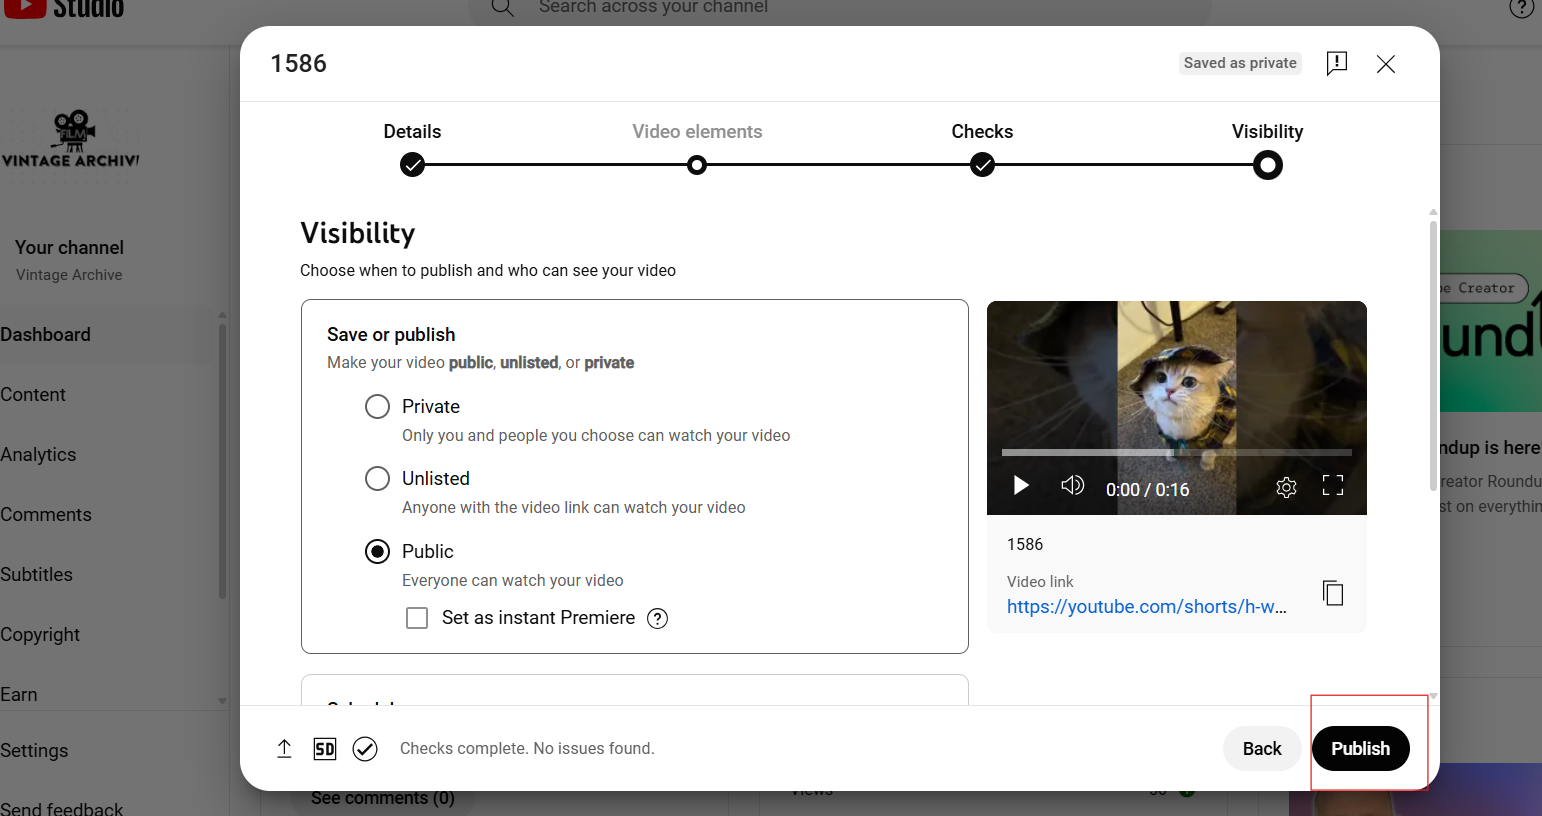 Studio
Search across your channel
1586
Saved as private
Details
Video elements
Checks
Visibility
FILM
VINTAGE ARCHIVE
Your channel
Vintage Archive
Dashboard
Content
Analytics
Comments
Subtitles
Copyright
Earn
Settings
Send feedback
Visibility
Choose when to publish and who can see your video
Save or publish
Make your video public, unlisted, or private
Private
Only you and people you choose can watch your video
Unlisted
Anyone with the video link can watch your video
Public
Everyone can watch your video
Set as instant Premiere
0:00 / 0:16
1586
Video link
https://youtube.com/shorts/h-w...
SD
Checks complete. No issues found.
Back
Publish
See comments (0)
be Creator
und
ndup is here
reator Roundu
st on everythin